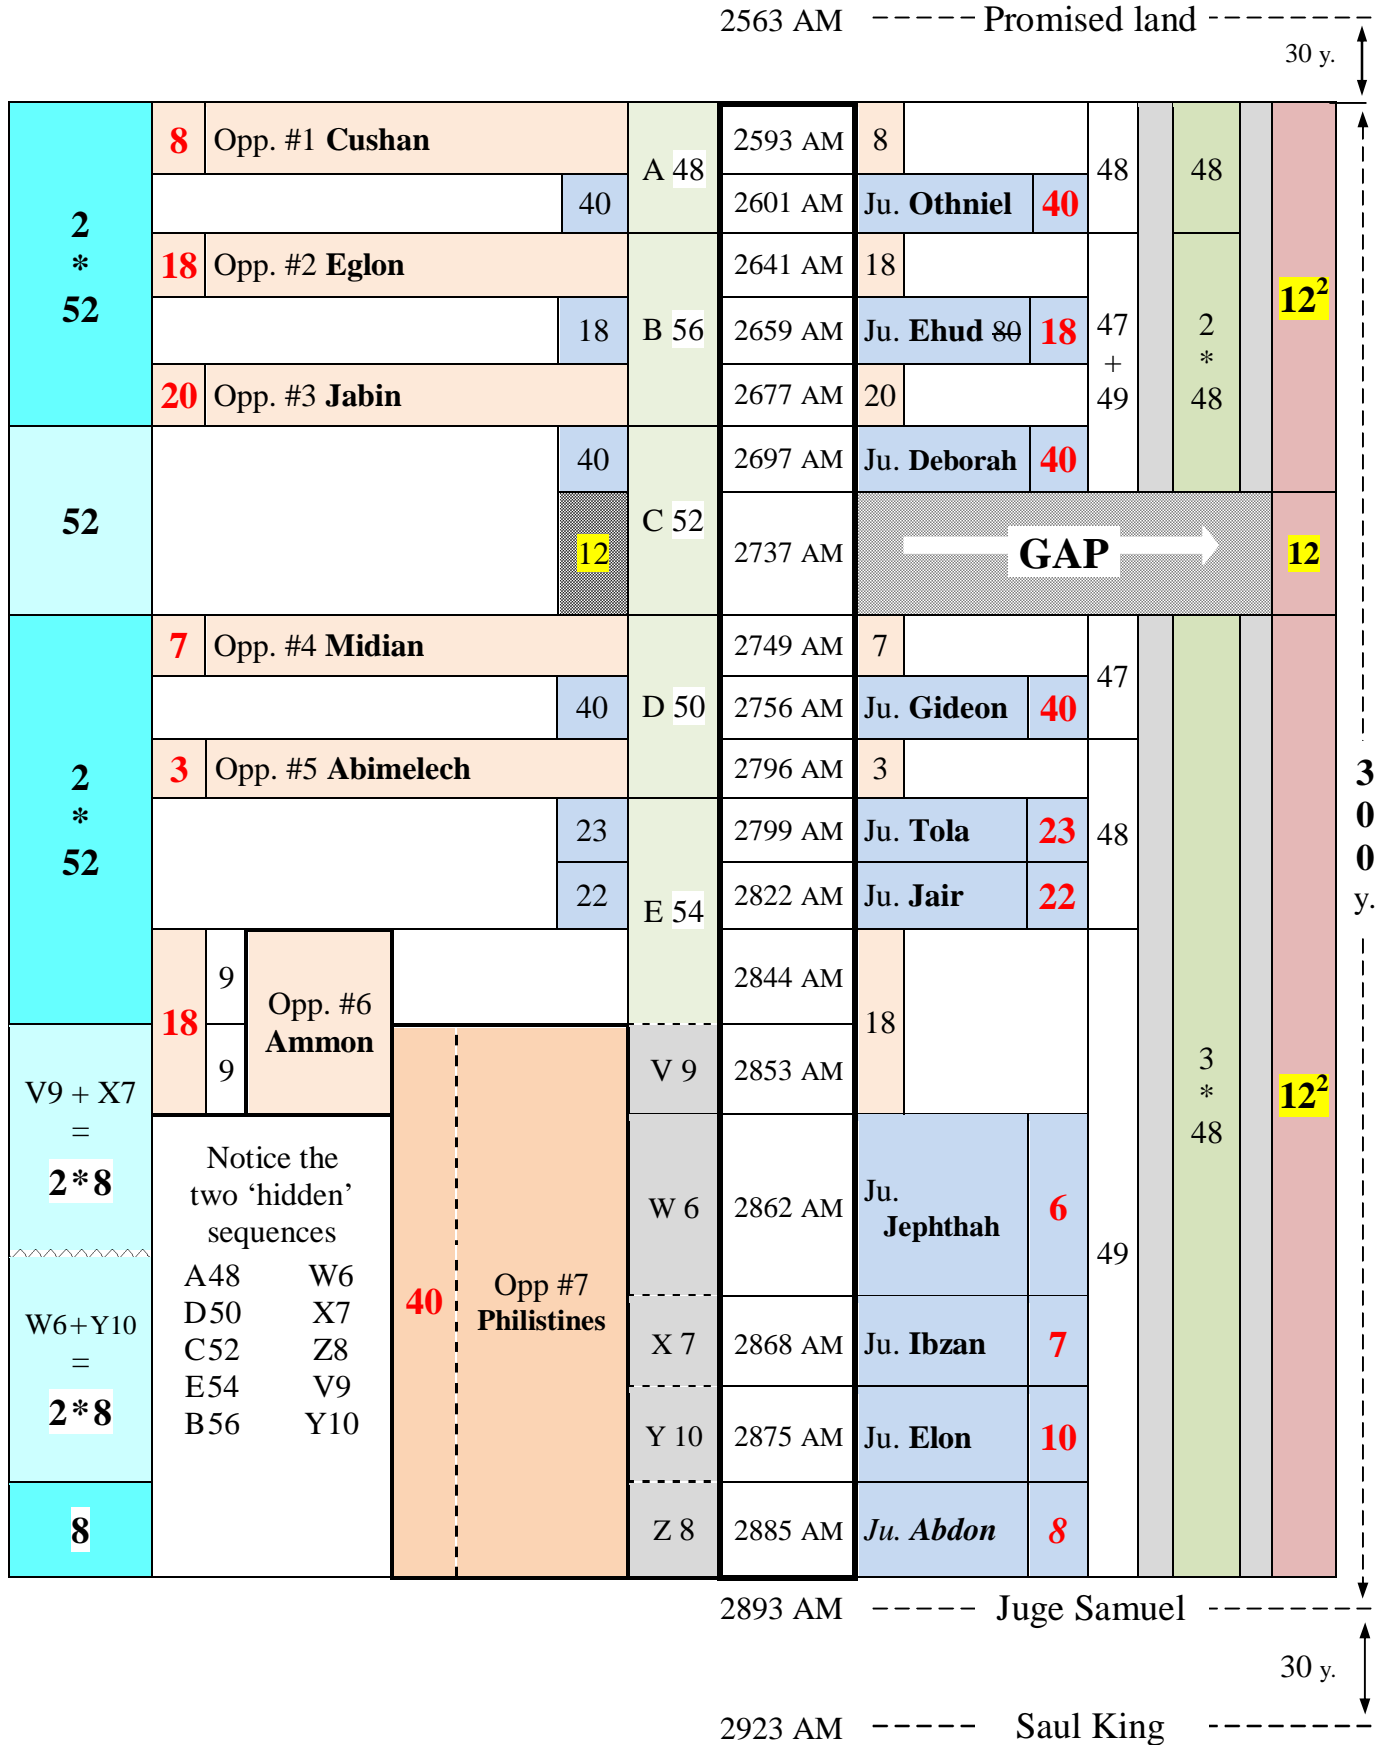 2563 AM ----- Promised land -------
30 y.
8 Opp. #1 Cushan 2593 AM 8
A 48 48 48
40 2601 AM Ju. Othniel 40
2
*
52
18 Opp. #2 Eglon 2641 AM 18
12²
18 B 56 2659 AM Ju. Ehud 80 18 47
+
49
2
*
48
20 Opp. #3 Jabin 2677 AM 20
40 2697 AM Ju. Deborah 40
52 C 52
12 2737 AM GAP 12
7 Opp. #4 Midian 2749 AM 7
47
40 D 50 2756 AM Ju. Gideon 40
3 Opp. #5 Abimelech 2796 AM 3
2
*
52
3
0
0
y.
23 2799 AM Ju. Tola 23 48
22 2822 AM Ju. Jair 22
E 54
9 2844 AM
18 Opp. #6
Ammon
18
9 V 9 2853 AM
3
*
48
12²
V9 + X7
=
2*8
Notice the
two ‘hidden’
sequences
W 6 2862 AM Ju.
Jephthah
6
49
A48 W6
D50 X7
C52 Z8
E54 V9
B56 Y10
40 Opp #7
Philistines
W6+Y10
=
2*8
X 7 2868 AM Ju. Ibzan 7
Y 10 2875 AM Ju. Elon 10
8 Z 8 2885 AM Ju. Abdon 8
2893 AM ----- Juge Samuel -------
30 y.
2923 AM ----- Saul King -------